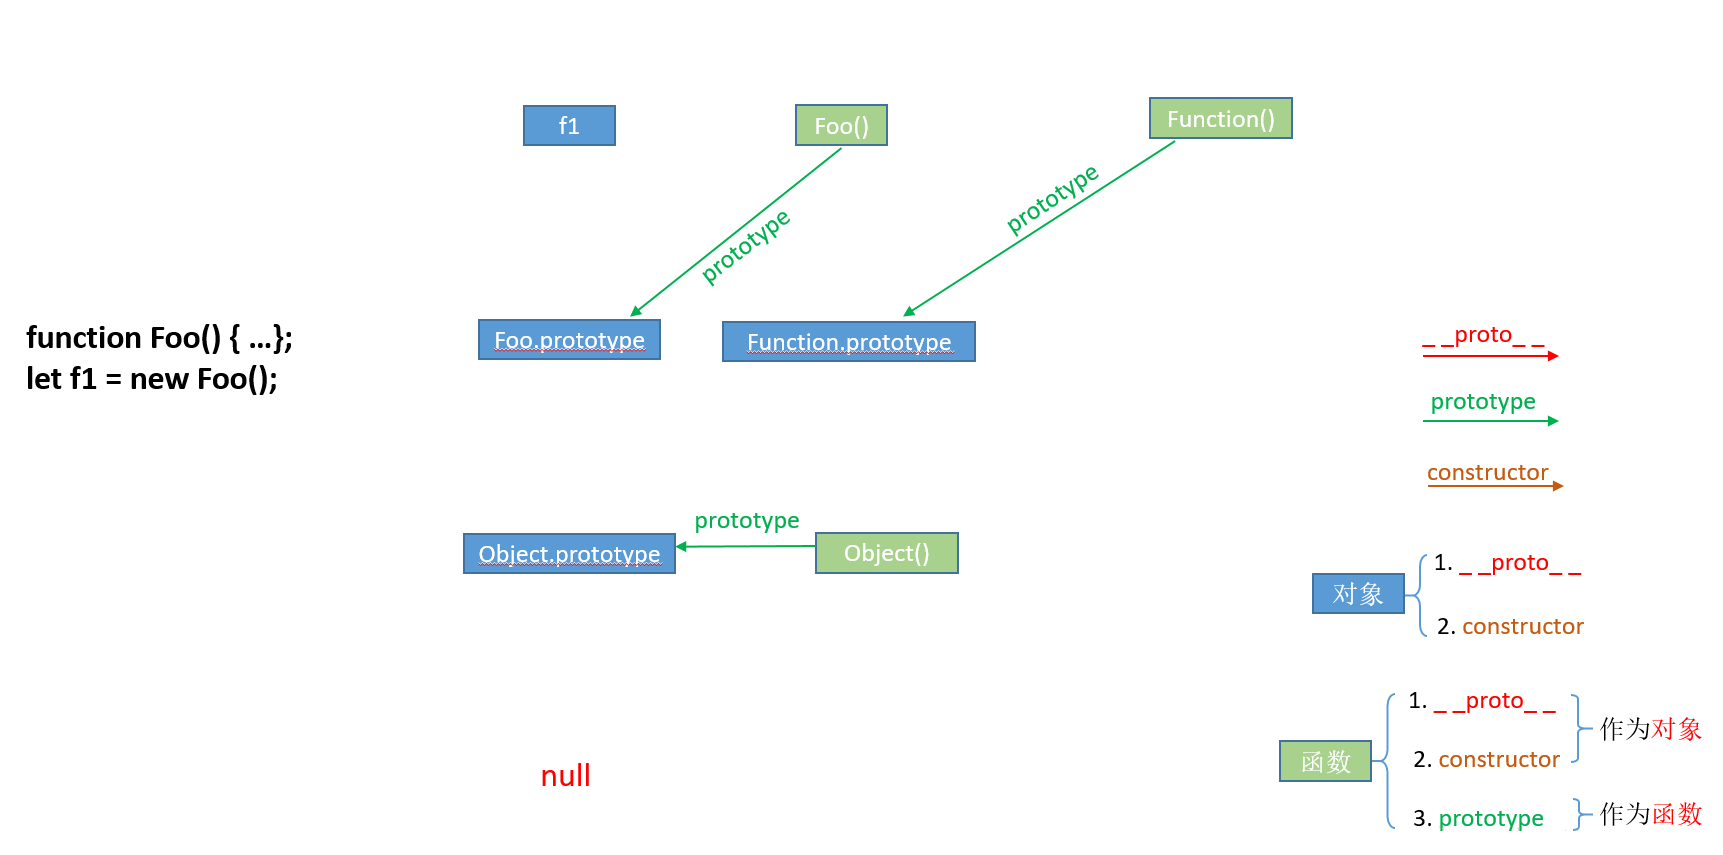 f1
Foo()
Function()
prototype
prototype
function Foo() { ...};
let f1 = new Foo();
Foo.prototype
Function.prototype
_ _proto_ _
prototype
constructor
prototype
Object.prototype
Object()
对象
1. _ _proto_ _
2. constructor
函数
1. _ _proto_ _
2. constructor
作为对象
3. prototype
作为函数
null